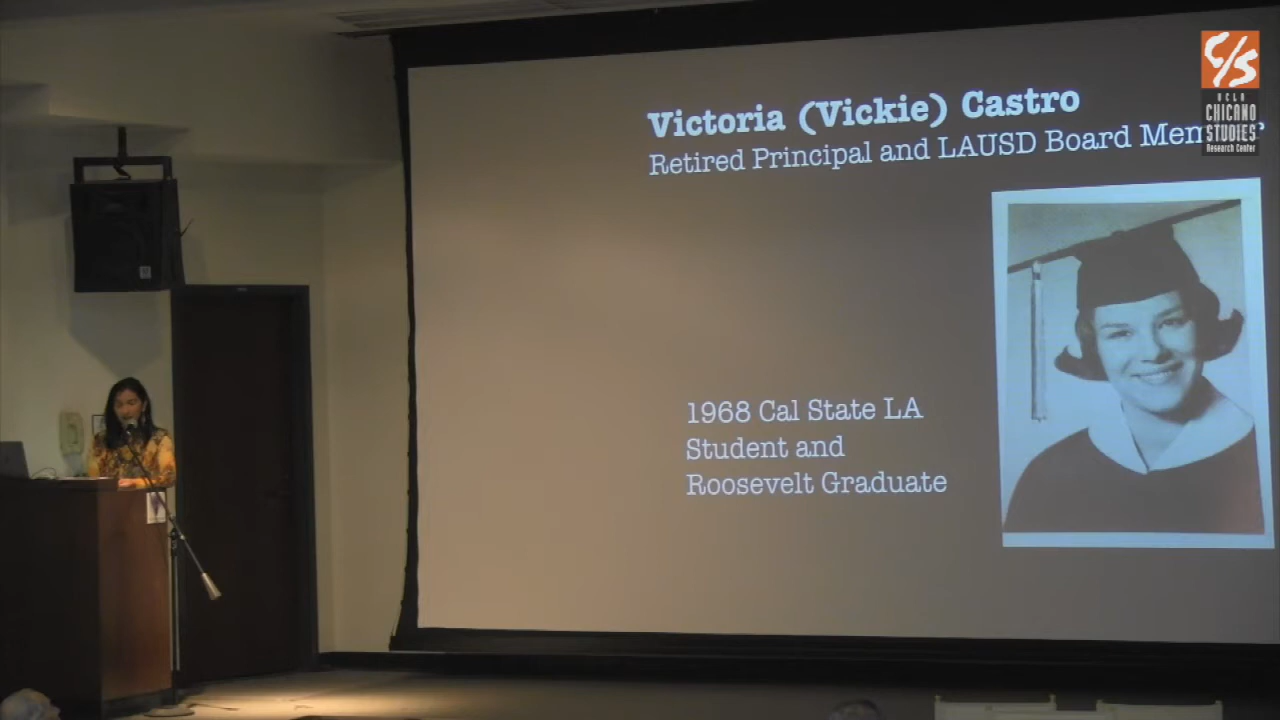 Victoria (Vickie) Castro
Retired Principal and LAUSD Board
1968 Cal State LA
Student and
Roosevelt Graduate
C/S
UCLA
CHICANO
STUDIES
Research Center